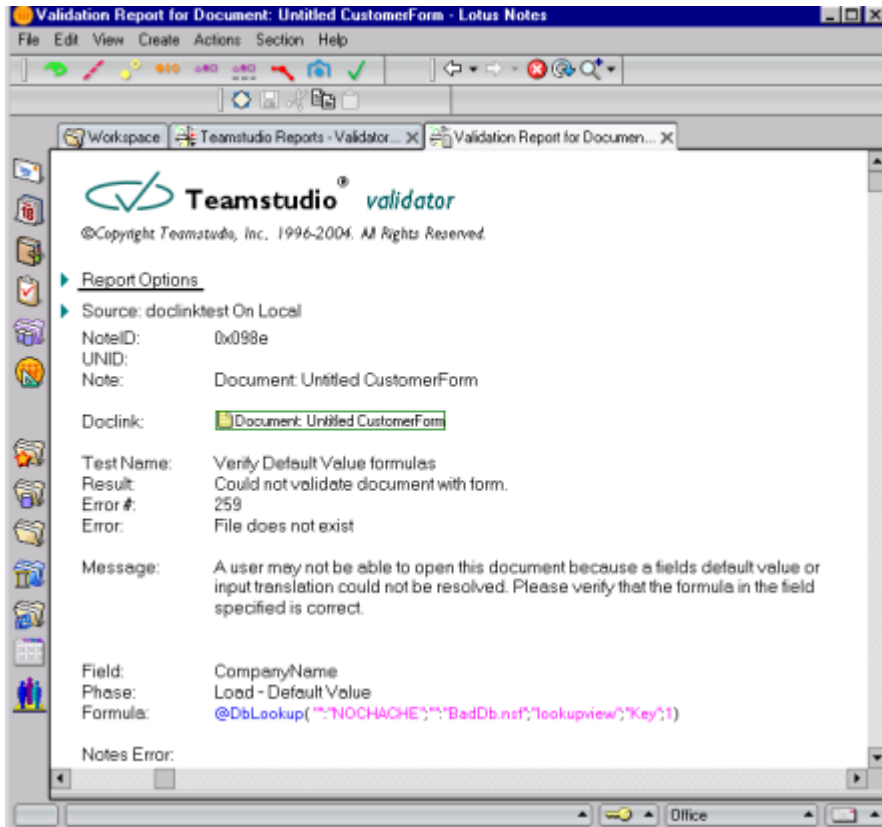 Validation Report for Document: Untitled CustomerForm - Lotus Notes
File Edit View Create Actions Section Help
Workspace Teamstudio Reports - Validator... Validation Report for Documen...
Teamstudio® validator
©Copyright Teamstudio, Inc, 1996-2004. All Rights Reserved.
Report Options
Source: doclinktest On Local
NoteID: 0x098e
UNID:
Note: Document: Untitled CustomerForm
Doclink: Document: Untitled CustomerForm
Test Name: Verify Default Value formulas
Result: Could not validate document with form.
Error #: 259
Error: File does not exist
Message: A user may not be able to open this document because a fields default value or
input translation could not be resolved. Please verify that the formula in the field
specified is correct.
Field: CompanyName
Phase: Load - Default Value
Formula: @DbLookup( "":"NOCHACHE";"":"BadDb.nsf";"lookupview";"Key";1)
Notes Error:
Office